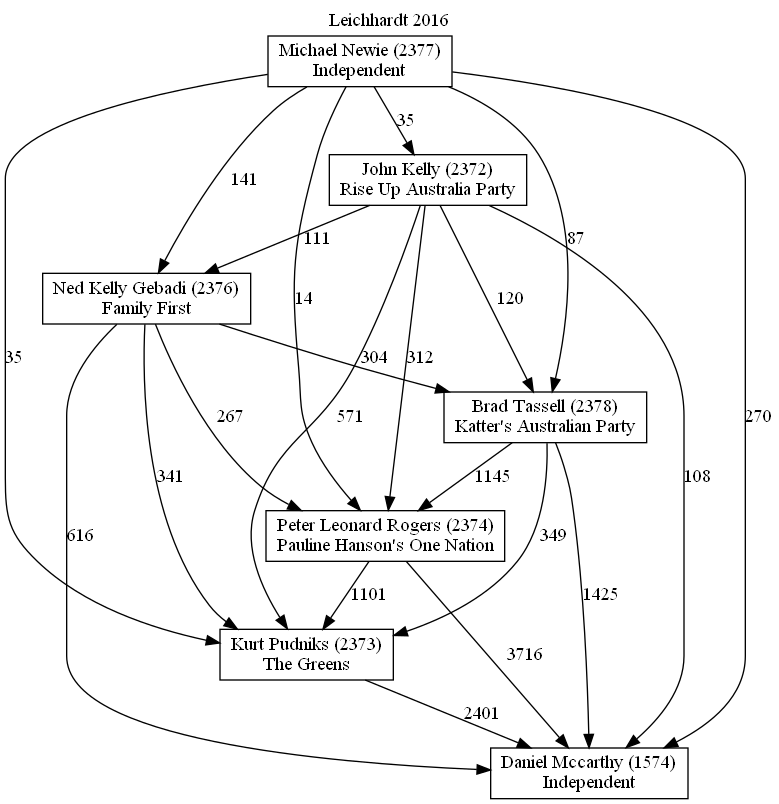 Leichhardt 2016
Michael Newie (2377)
Independent
35
John Kelly (2372)
Rise Up Australia Party
141
111
87
Ned Kelly Gebadi (2376)
Family First
14
120
35
304
312
Brad Tassell (2378)
Katter's Australian Party
267
571
270
341
1145
108
Peter Leonard Rogers (2374)
Pauline Hanson's One Nation
616
349
1101
1425
Kurt Pudniks (2373)
The Greens
3716
2401
Daniel Mccarthy (1574)
Independent